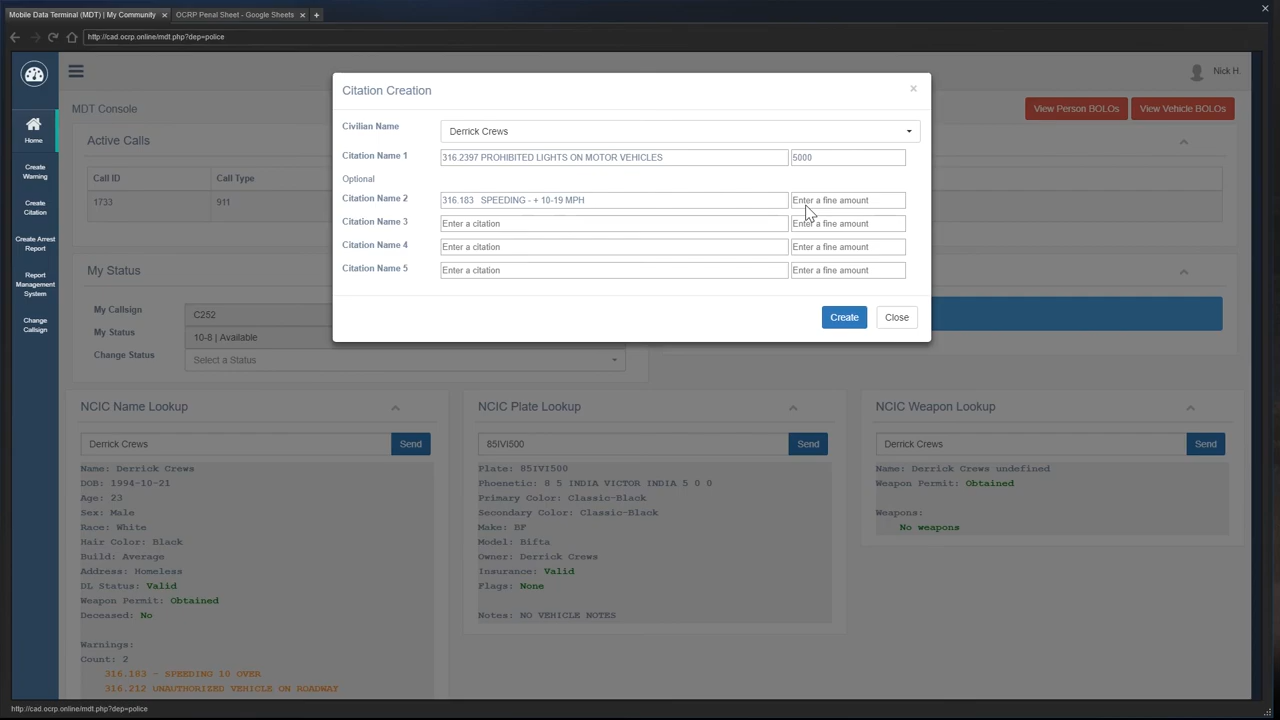 Mobile Data Terminal (MDT) | My Community ×
OCRP Penal Sheet - Google Sheets ×
http://cad.ocrp.online/mdt.php?dep=police
Nick H.
MDT Console
View Person BOLOs
View Vehicle BOLOs
Home
Create Warning
Create Citation
Create Arrest Report
Report Management System
Change Callsign
Active Calls
Call ID
Call Type
1733
911
Citation Creation
×
Civilian Name
Derrick Crews
Citation Name 1
316.2397 PROHIBITED LIGHTS ON MOTOR VEHICLES
5000
Optional
Citation Name 2
316.183 SPEEDING - + 10-19 MPH
Enter a fine amount
Citation Name 3
Enter a citation
Enter a fine amount
Citation Name 4
Enter a citation
Enter a fine amount
Citation Name 5
Enter a citation
Enter a fine amount
Create
Close
My Status
My Callsign
C252
My Status
10-8 | Available
Change Status
Select a Status
NCIC Name Lookup
Derrick Crews
Send
Name: Derrick Crews
DOB: 1994-10-21
Age: 23
Sex: Male
Race: White
Hair Color: Black
Build: Average
Address: Homeless
DL Status: Valid
Weapon Permit: Obtained
Deceased: No
Warnings:
Count: 2
316.183 - SPEEDING 10 OVER
316.212 UNAUTHORIZED VEHICLE ON ROADWAY
NCIC Plate Lookup
85IVI500
Send
Plate: 85IVI500
Phoenetic: 8 5 INDIA VICTOR INDIA 5 0 0
Primary Color: Classic-Black
Secondary Color: Classic-Black
Make: BF
Model: Bifta
Owner: Derrick Crews
Insurance: Valid
Flags: None
Notes: NO VEHICLE NOTES
NCIC Weapon Lookup
Derrick Crews
Send
Name: Derrick Crews undefined
Weapon Permit: Obtained
Weapons:
No weapons
http://cad.ocrp.online/mdt.php?dep=police